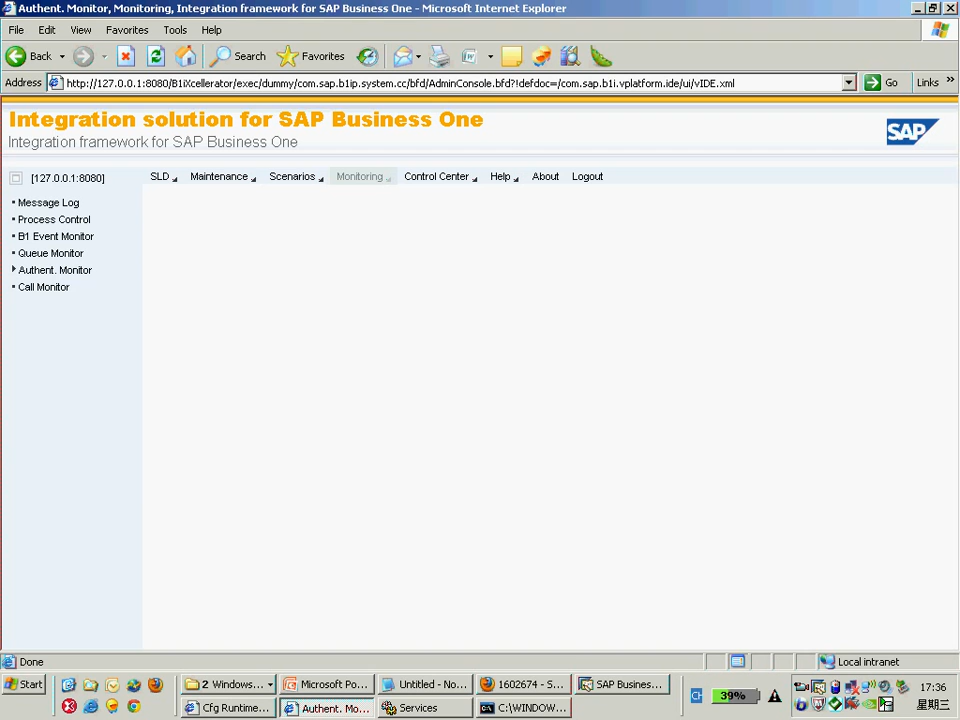 Authent. Monitor, Monitoring, Integration framework for SAP Business One - Microsoft Internet Explorer
File Edit View Favorites Tools Help
Back Search Favorites
Address http://127.0.0.1:8080/B1iXcellerator/exec/dummy/com.sap.b1ip.system.cc/bfd/AdminConsole.bfd?!defdoc=/com.sap.b1i.vplatform.ide/ui/vIDE.xml Go Links »
Integration solution for SAP Business One
Integration framework for SAP Business One
SAP
[127.0.0.1:8080] SLD Maintenance Scenarios Monitoring Control Center Help About Logout
Message Log
Process Control
B1 Event Monitor
Queue Monitor
Authent. Monitor
Call Monitor
Done Local intranet
Start 2 Windows... Microsoft Po... Untitled - No... 1602674 - S... SAP Busines... 39% 17:36
Cfg Runtime... Authent. Mo... Services C:\WINDOW... 星期三